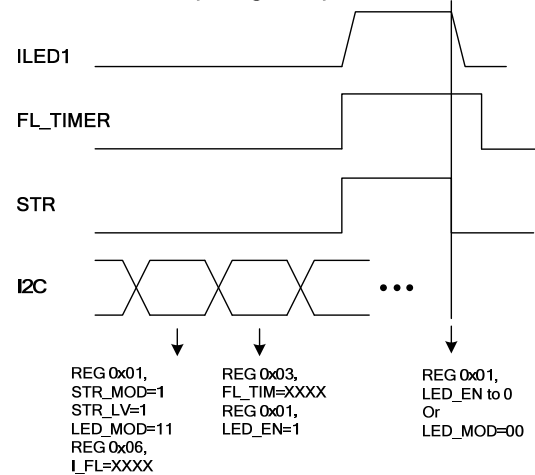 ILED1
FL_TIMER
STR
I2C
REG 0x01,
STR_MOD=1
STR_LV=1
LED_MOD=11
REG 0x06,
I_FL=XXXX
REG 0x03,
FL_TIM=XXXX
REG 0x01,
LED_EN=1
REG 0x01,
LED_EN to 0
Or
LED_MOD=00